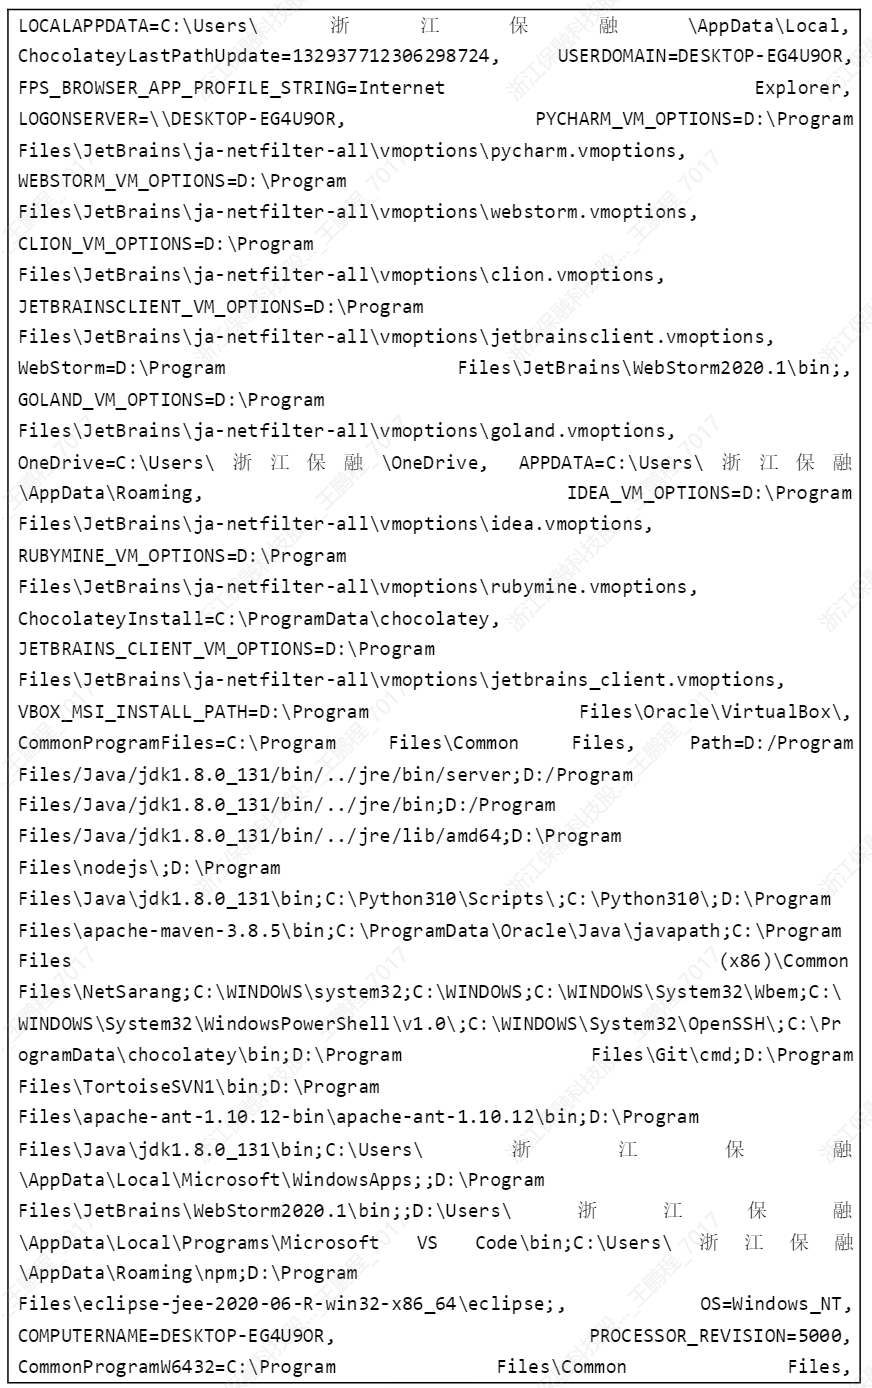 LOCALAPPDATA=C:\Users\ 浙江保融 \AppData\Local,
ChocolateyLastPathUpdate=132937712306298724, USERDOMAIN=DESKTOP-EG4U9OR,
FPS_BROWSER_APP_PROFILE_STRING=Internet Explorer,
LOGONSERVER=\\DESKTOP-EG4U9OR, PYCHARM_VM_OPTIONS=D:\Program
Files\JetBrains\ja-netfilter-all\vmoptions\pycharm.vmoptions,
WEBSTORM_VM_OPTIONS=D:\Program
Files\JetBrains\ja-netfilter-all\vmoptions\webstorm.vmoptions,
CLION_VM_OPTIONS=D:\Program
Files\JetBrains\ja-netfilter-all\vmoptions\clion.vmoptions,
JETBRAINSCLIENT_VM_OPTIONS=D:\Program
Files\JetBrains\ja-netfilter-all\vmoptions\jetbrainsclient.vmoptions,
WebStorm=D:\Program Files\JetBrains\WebStorm2020.1\bin;,
GOLAND_VM_OPTIONS=D:\Program
Files\JetBrains\ja-netfilter-all\vmoptions\goland.vmoptions,
OneDrive=C:\Users\ 浙江保融 \OneDrive, APPDATA=C:\Users\ 浙江保融
\AppData\Roaming, IDEA_VM_OPTIONS=D:\Program
Files\JetBrains\ja-netfilter-all\vmoptions\idea.vmoptions,
RUBYMINE_VM_OPTIONS=D:\Program
Files\JetBrains\ja-netfilter-all\vmoptions\rubymine.vmoptions,
ChocolateyInstall=C:\ProgramData\chocolatey,
JETBRAINS_CLIENT_VM_OPTIONS=D:\Program
Files\JetBrains\ja-netfilter-all\vmoptions\jetbrains_client.vmoptions,
VBOX_MSI_INSTALL_PATH=D:\Program Files\Oracle\VirtualBox\,
CommonProgramFiles=C:\Program Files\Common Files, Path=D:/Program
Files/Java/jdk1.8.0_131/bin/../jre/bin/server;D:/Program
Files/Java/jdk1.8.0_131/bin/../jre/bin;D:/Program
Files/Java/jdk1.8.0_131/bin/../jre/lib/amd64;D:\Program
Files\nodejs\;D:\Program
Files\Java\jdk1.8.0_131\bin;C:\Python310\Scripts\;C:\Python310\;D:\Program
Files\apache-maven-3.8.5\bin;C:\ProgramData\Oracle\Java\javapath;C:\Program
Files (x86)\Common
Files\NetSarang;C:\WINDOWS\system32;C:\WINDOWS;C:\WINDOWS\System32\Wbem;C:\
WINDOWS\System32\WindowsPowerShell\v1.0\;C:\WINDOWS\System32\OpenSSH\;C:\Pr
ogramData\chocolatey\bin;D:\Program Files\Git\cmd;D:\Program
Files\TortoiseSVN1\bin;D:\Program
Files\apache-ant-1.10.12-bin\apache-ant-1.10.12\bin;D:\Program
Files\Java\jdk1.8.0_131\bin;C:\Users\ 浙江保融
\AppData\Local\Microsoft\WindowsApps;;D:\Program
Files\JetBrains\WebStorm2020.1\bin;;D:\Users\ 浙江保融
\AppData\Local\Programs\Microsoft VS Code\bin;C:\Users\ 浙江保融
\AppData\Roaming\npm;D:\Program
Files\eclipse-jee-2020-06-R-win32-x86_64\eclipse;, OS=Windows_NT,
COMPUTERNAME=DESKTOP-EG4U9OR, PROCESSOR_REVISION=5000,
CommonProgramW6432=C:\Program Files\Common Files,